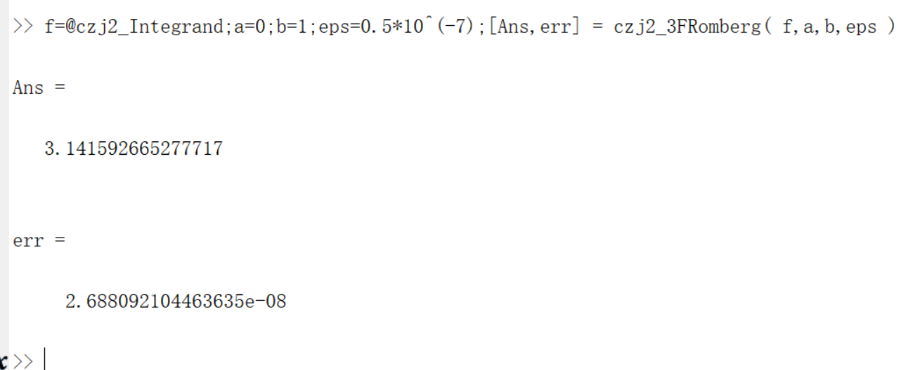 >> f=@czj2_Integrand;a=0;b=1;eps=0.5*10^(-7);[Ans,err] = czj2_3FRomberg( f,a,b,eps )
Ans =
3.141592665277717
err =
2.688092104463635e-08
x >>